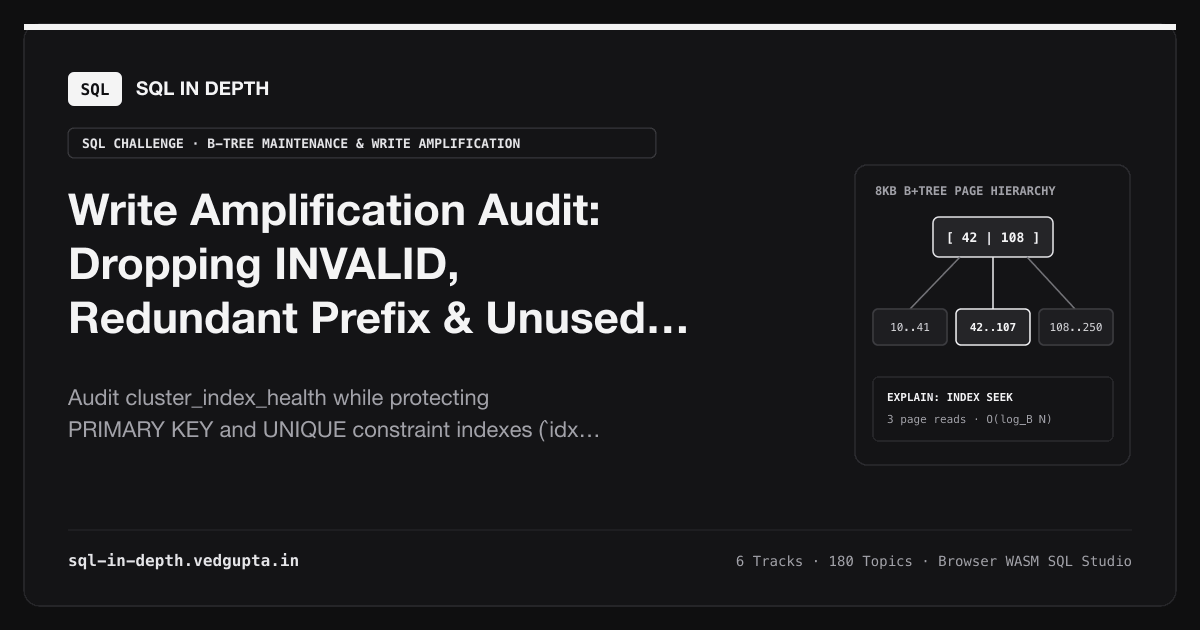 SQL
SQL IN DEPTH
SQL CHALLENGE · B-TREE MAINTENANCE & WRITE AMPLIFICATION
Write Amplification Audit:
Dropping INVALID,
Redundant Prefix & Unused...
Audit cluster_index_health while protecting
PRIMARY KEY and UNIQUE constraint indexes (`idx...
8KB B+TREE PAGE HIERARCHY
[ 42 | 108 ]
10..41
42..107
108..250
EXPLAIN: INDEX SEEK
3 page reads · O(log_B N)
sql-in-depth.vedgupta.in
6 Tracks · 180 Topics · Browser WASM SQL Studio